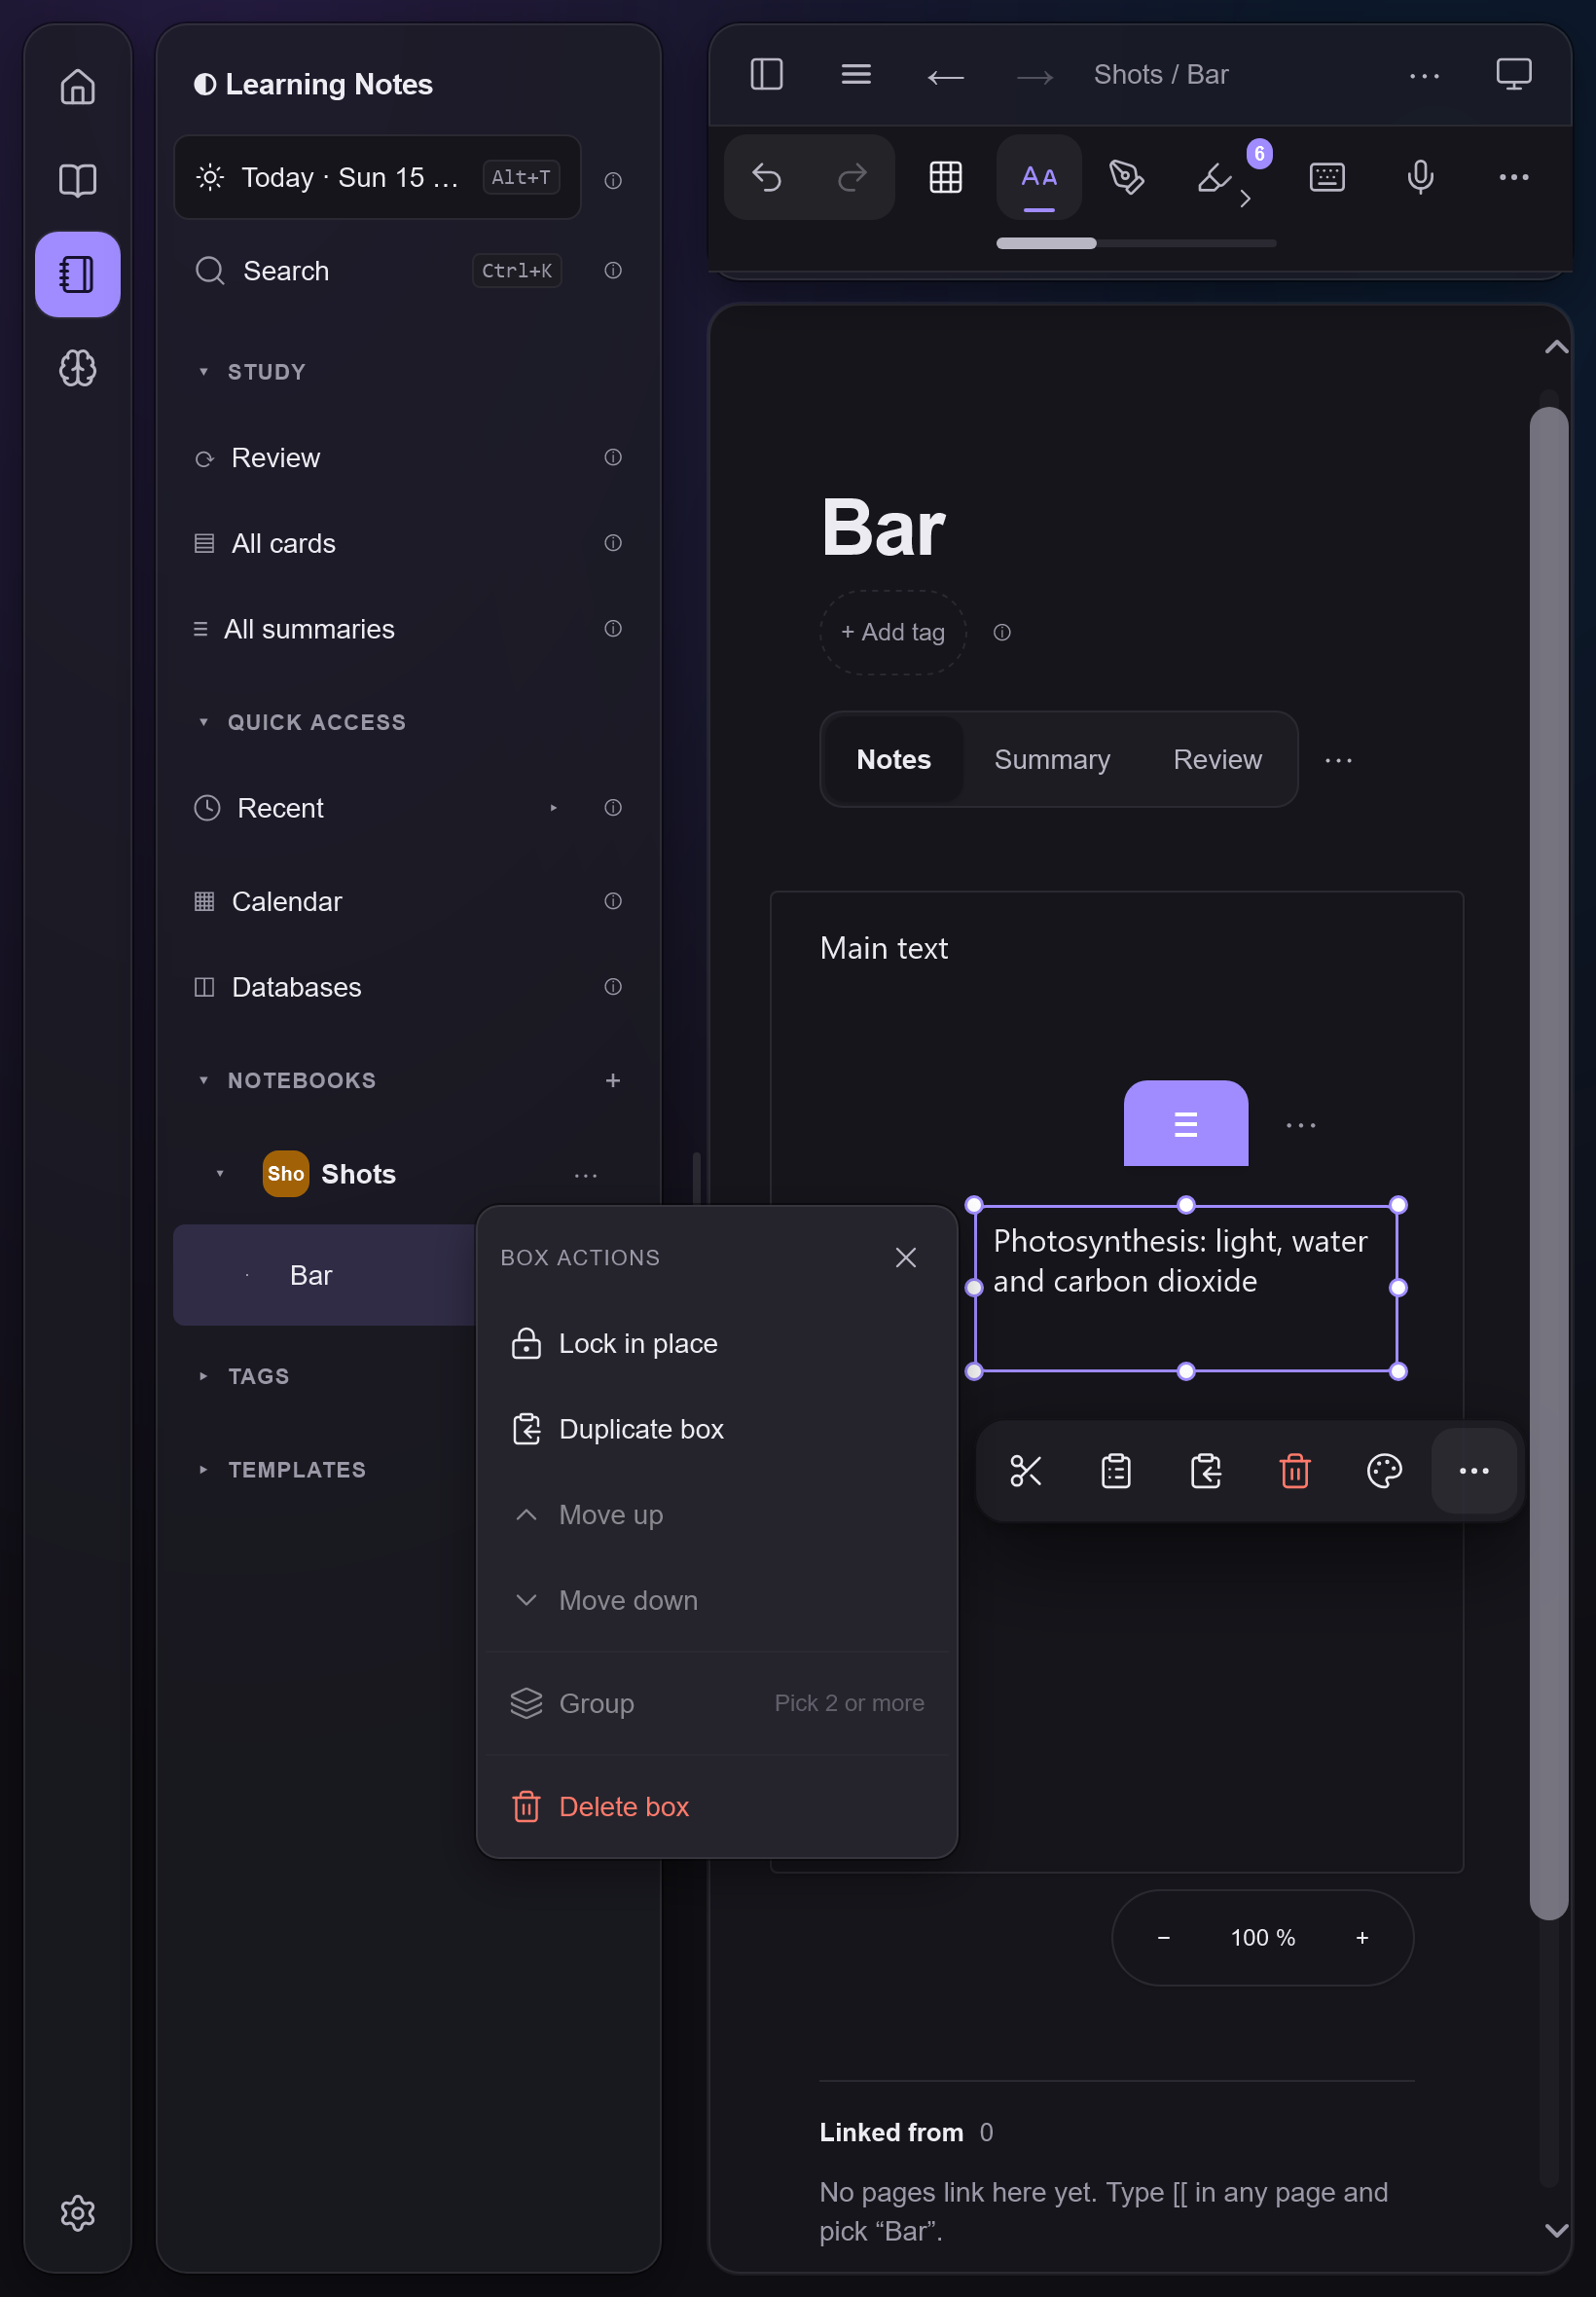 Learning Notes
Today · Sun 15 ...
Alt+T
Search
Ctrl+K
STUDY
Review
All cards
All summaries
QUICK ACCESS
Recent
Calendar
Databases
NOTEBOOKS
+
Sho
Shots
Bar
TAGS
TEMPLATES
Shots / Bar
AA
6
Bar
+ Add tag
Notes
Summary
Review
Main text
Photosynthesis: light, water
and carbon dioxide
BOX ACTIONS
Lock in place
Duplicate box
Move up
Move down
Group
Pick 2 or more
Delete box
− 100 % +
Linked from 0
No pages link here yet. Type [[ in any page and
pick “Bar”.